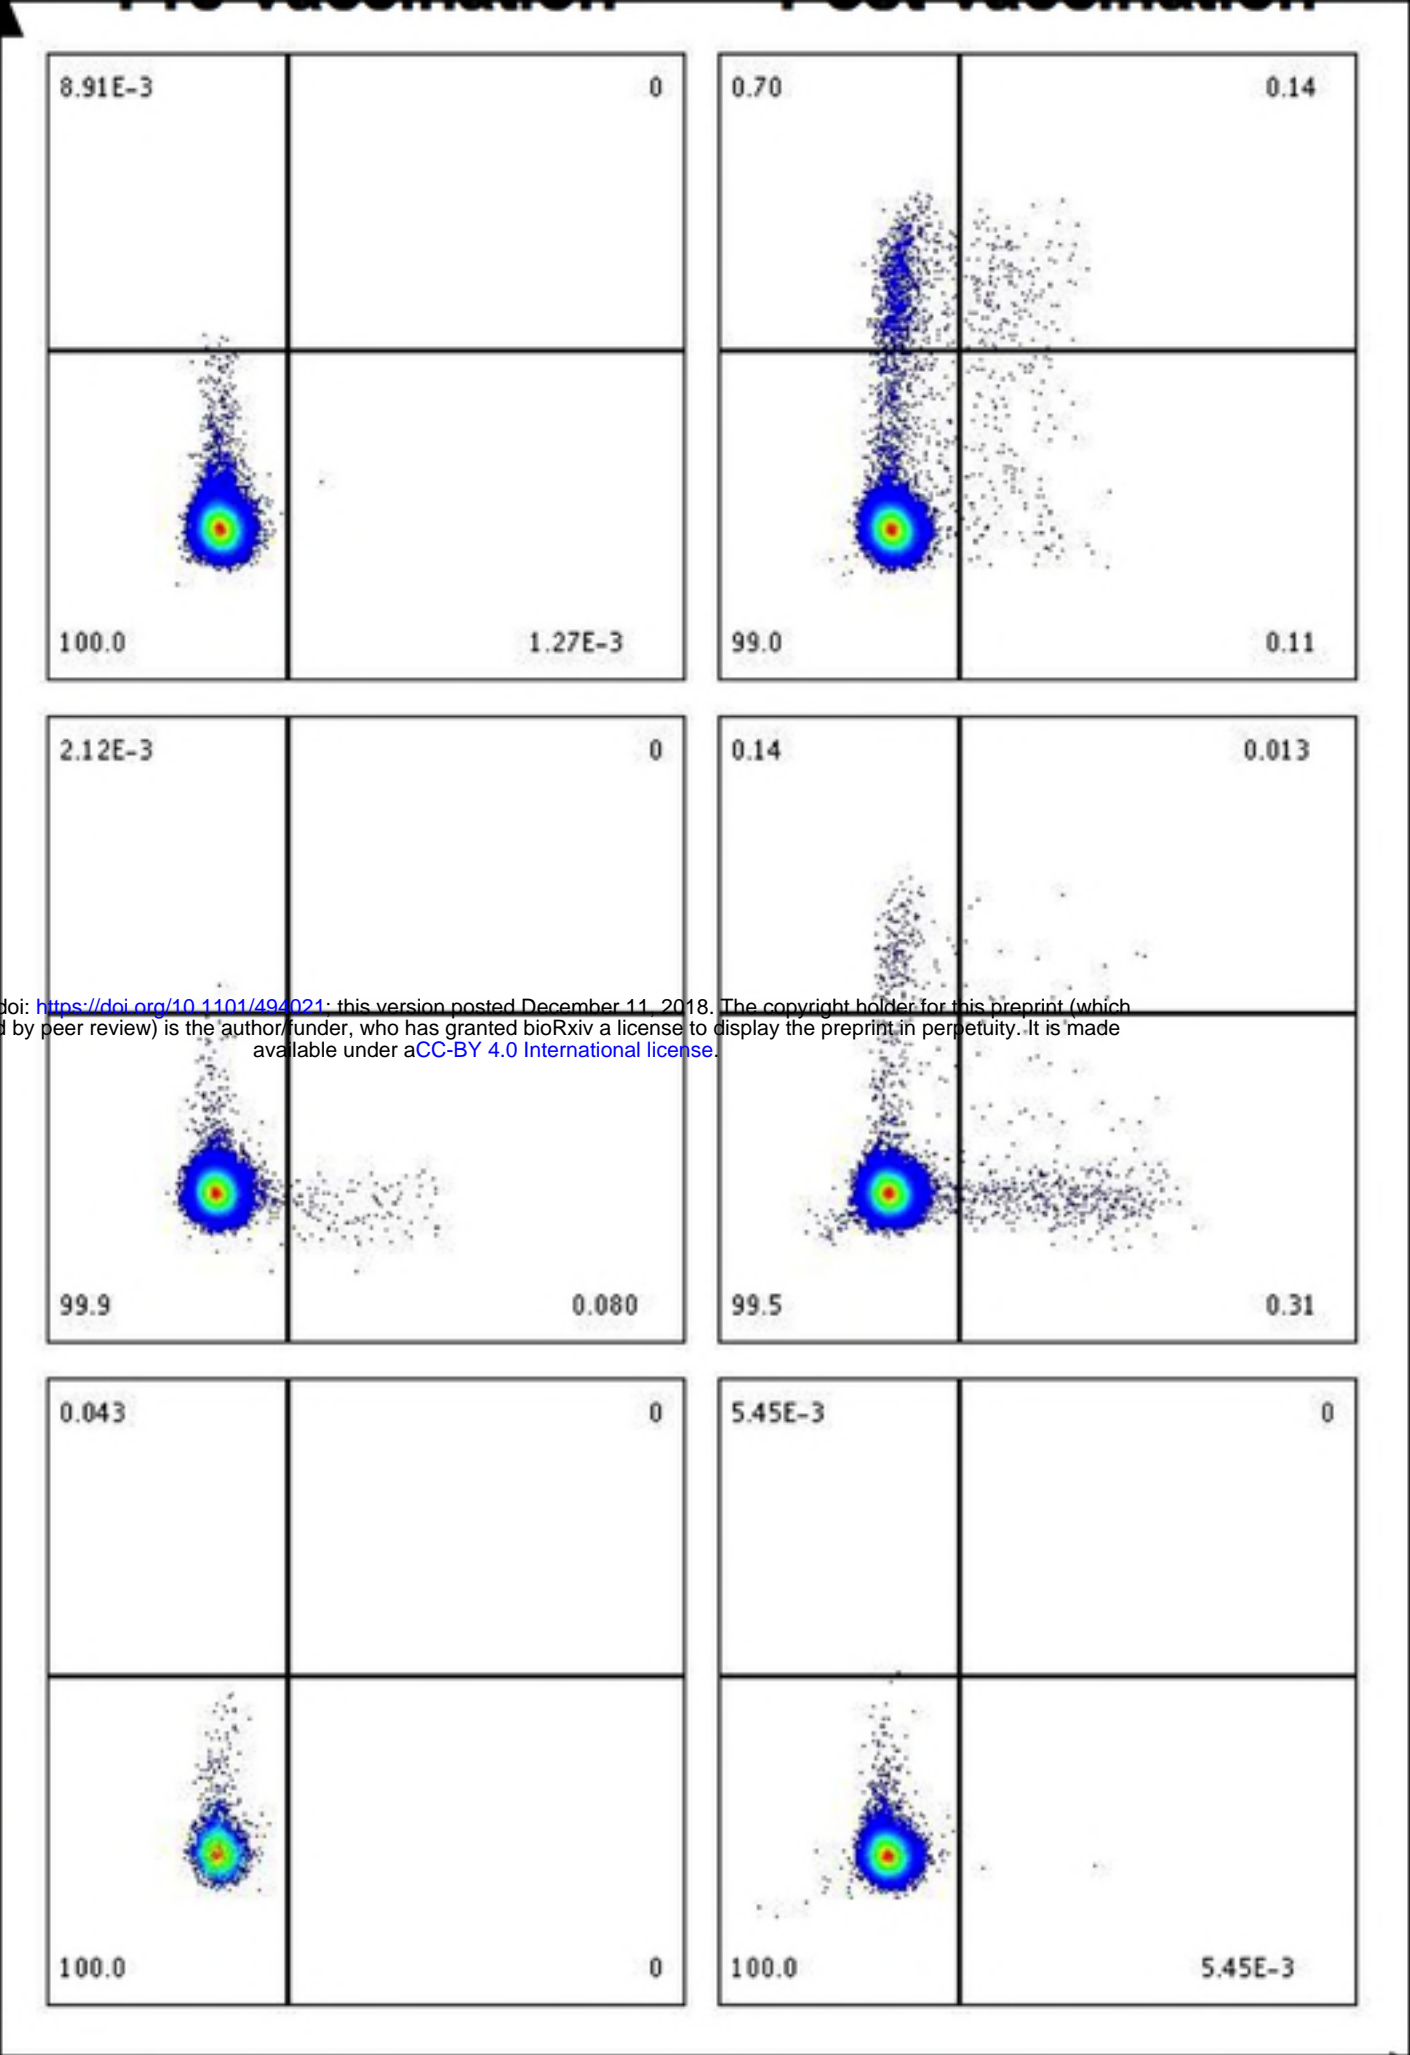 Pre-vaccination Post-vaccination
8.91E-3 0 0.70 0.14
100.0 1.27E-3 99.0 0.11
2.12E-3 0 0.14 0.013
doi: https://doi.org/10.1101/494021; this version posted December 11, 2018. The copyright holder for this preprint (which
by peer review) is the author/funder, who has granted bioRxiv a license to display the preprint in perpetuity. It is made
available under aCC-BY 4.0 International license.
99.9 0.080 99.5 0.31
0.043 0 5.45E-3 0
100.0 0 100.0 5.45E-3